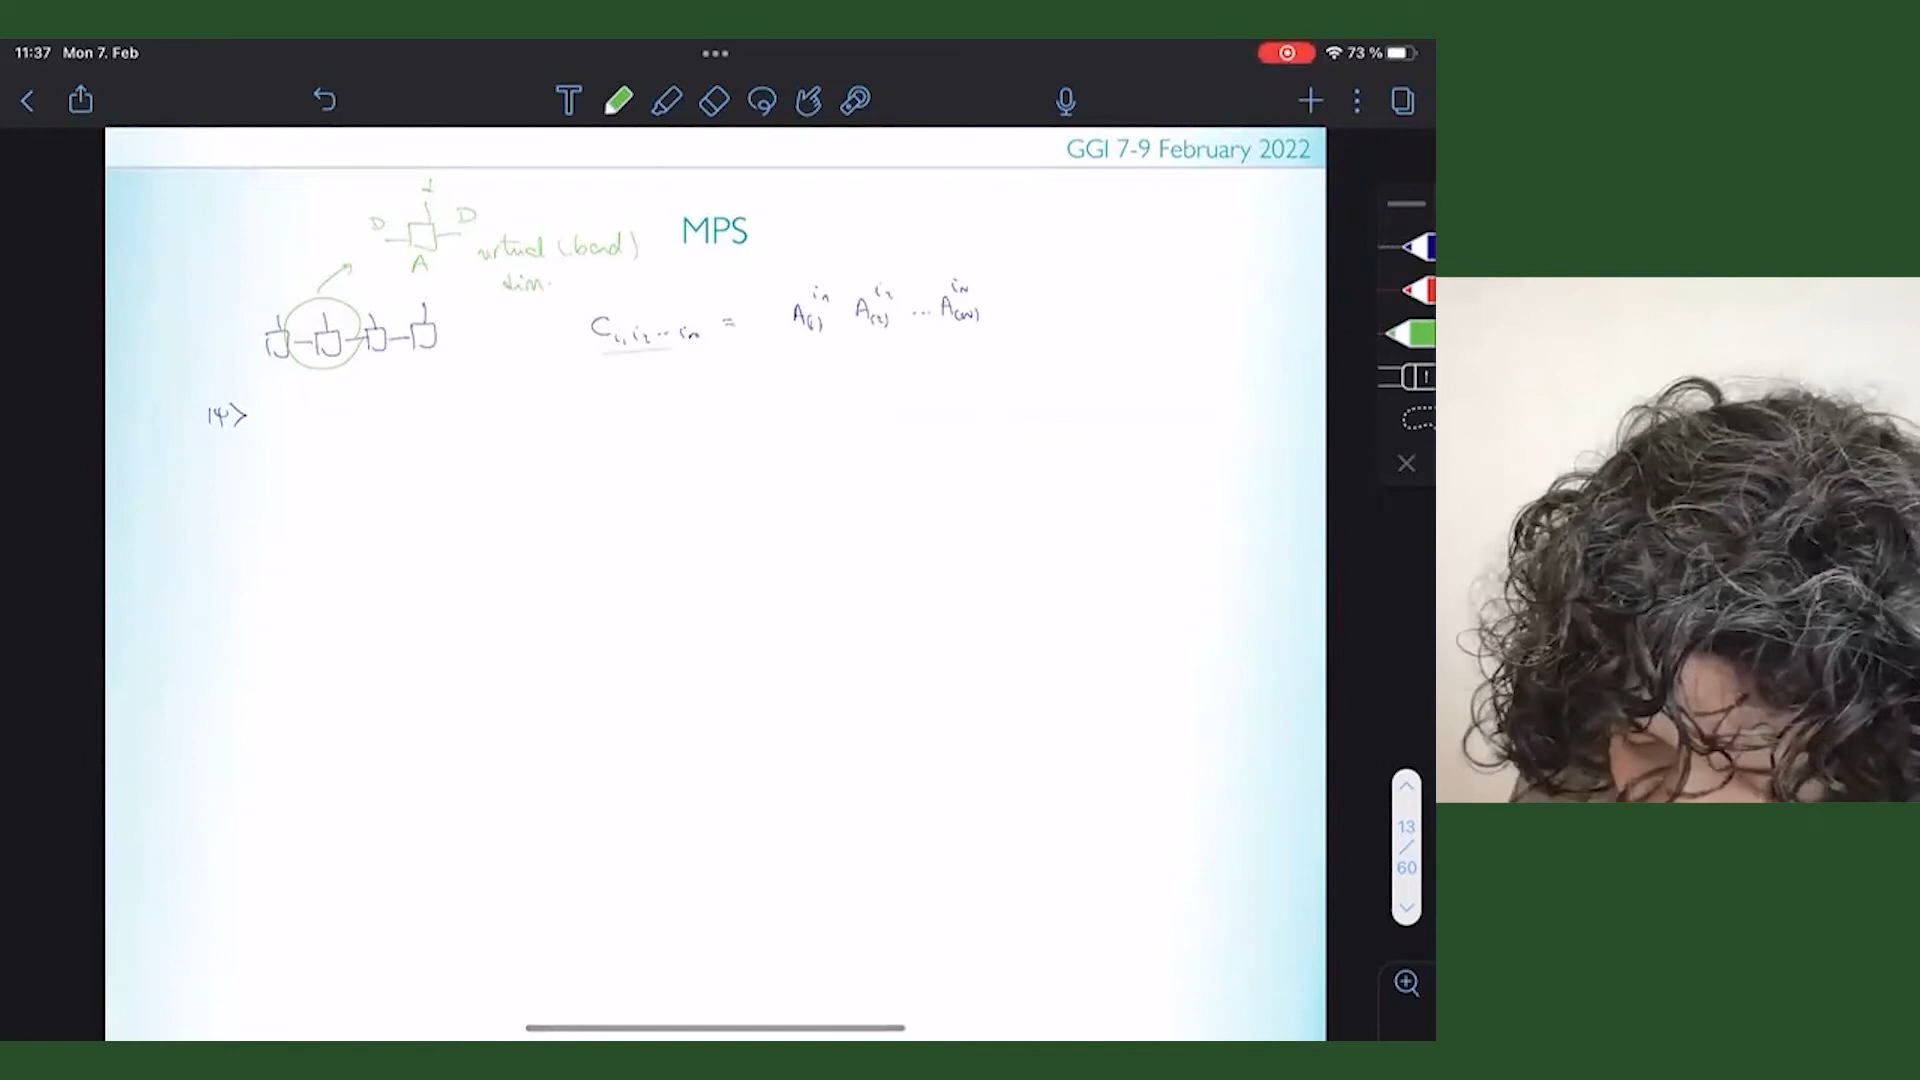 11:37 Mon 7. Feb
73 %
GGI 7-9 February 2022
MPS
d
D D
A
virtual (bond)
dim.
C i₁ i₂ ... iₙ = A₍₁₎^i₁ A₍₂₎^i₂ ... A₍N₎^iN
|Ψ>
13
/
60